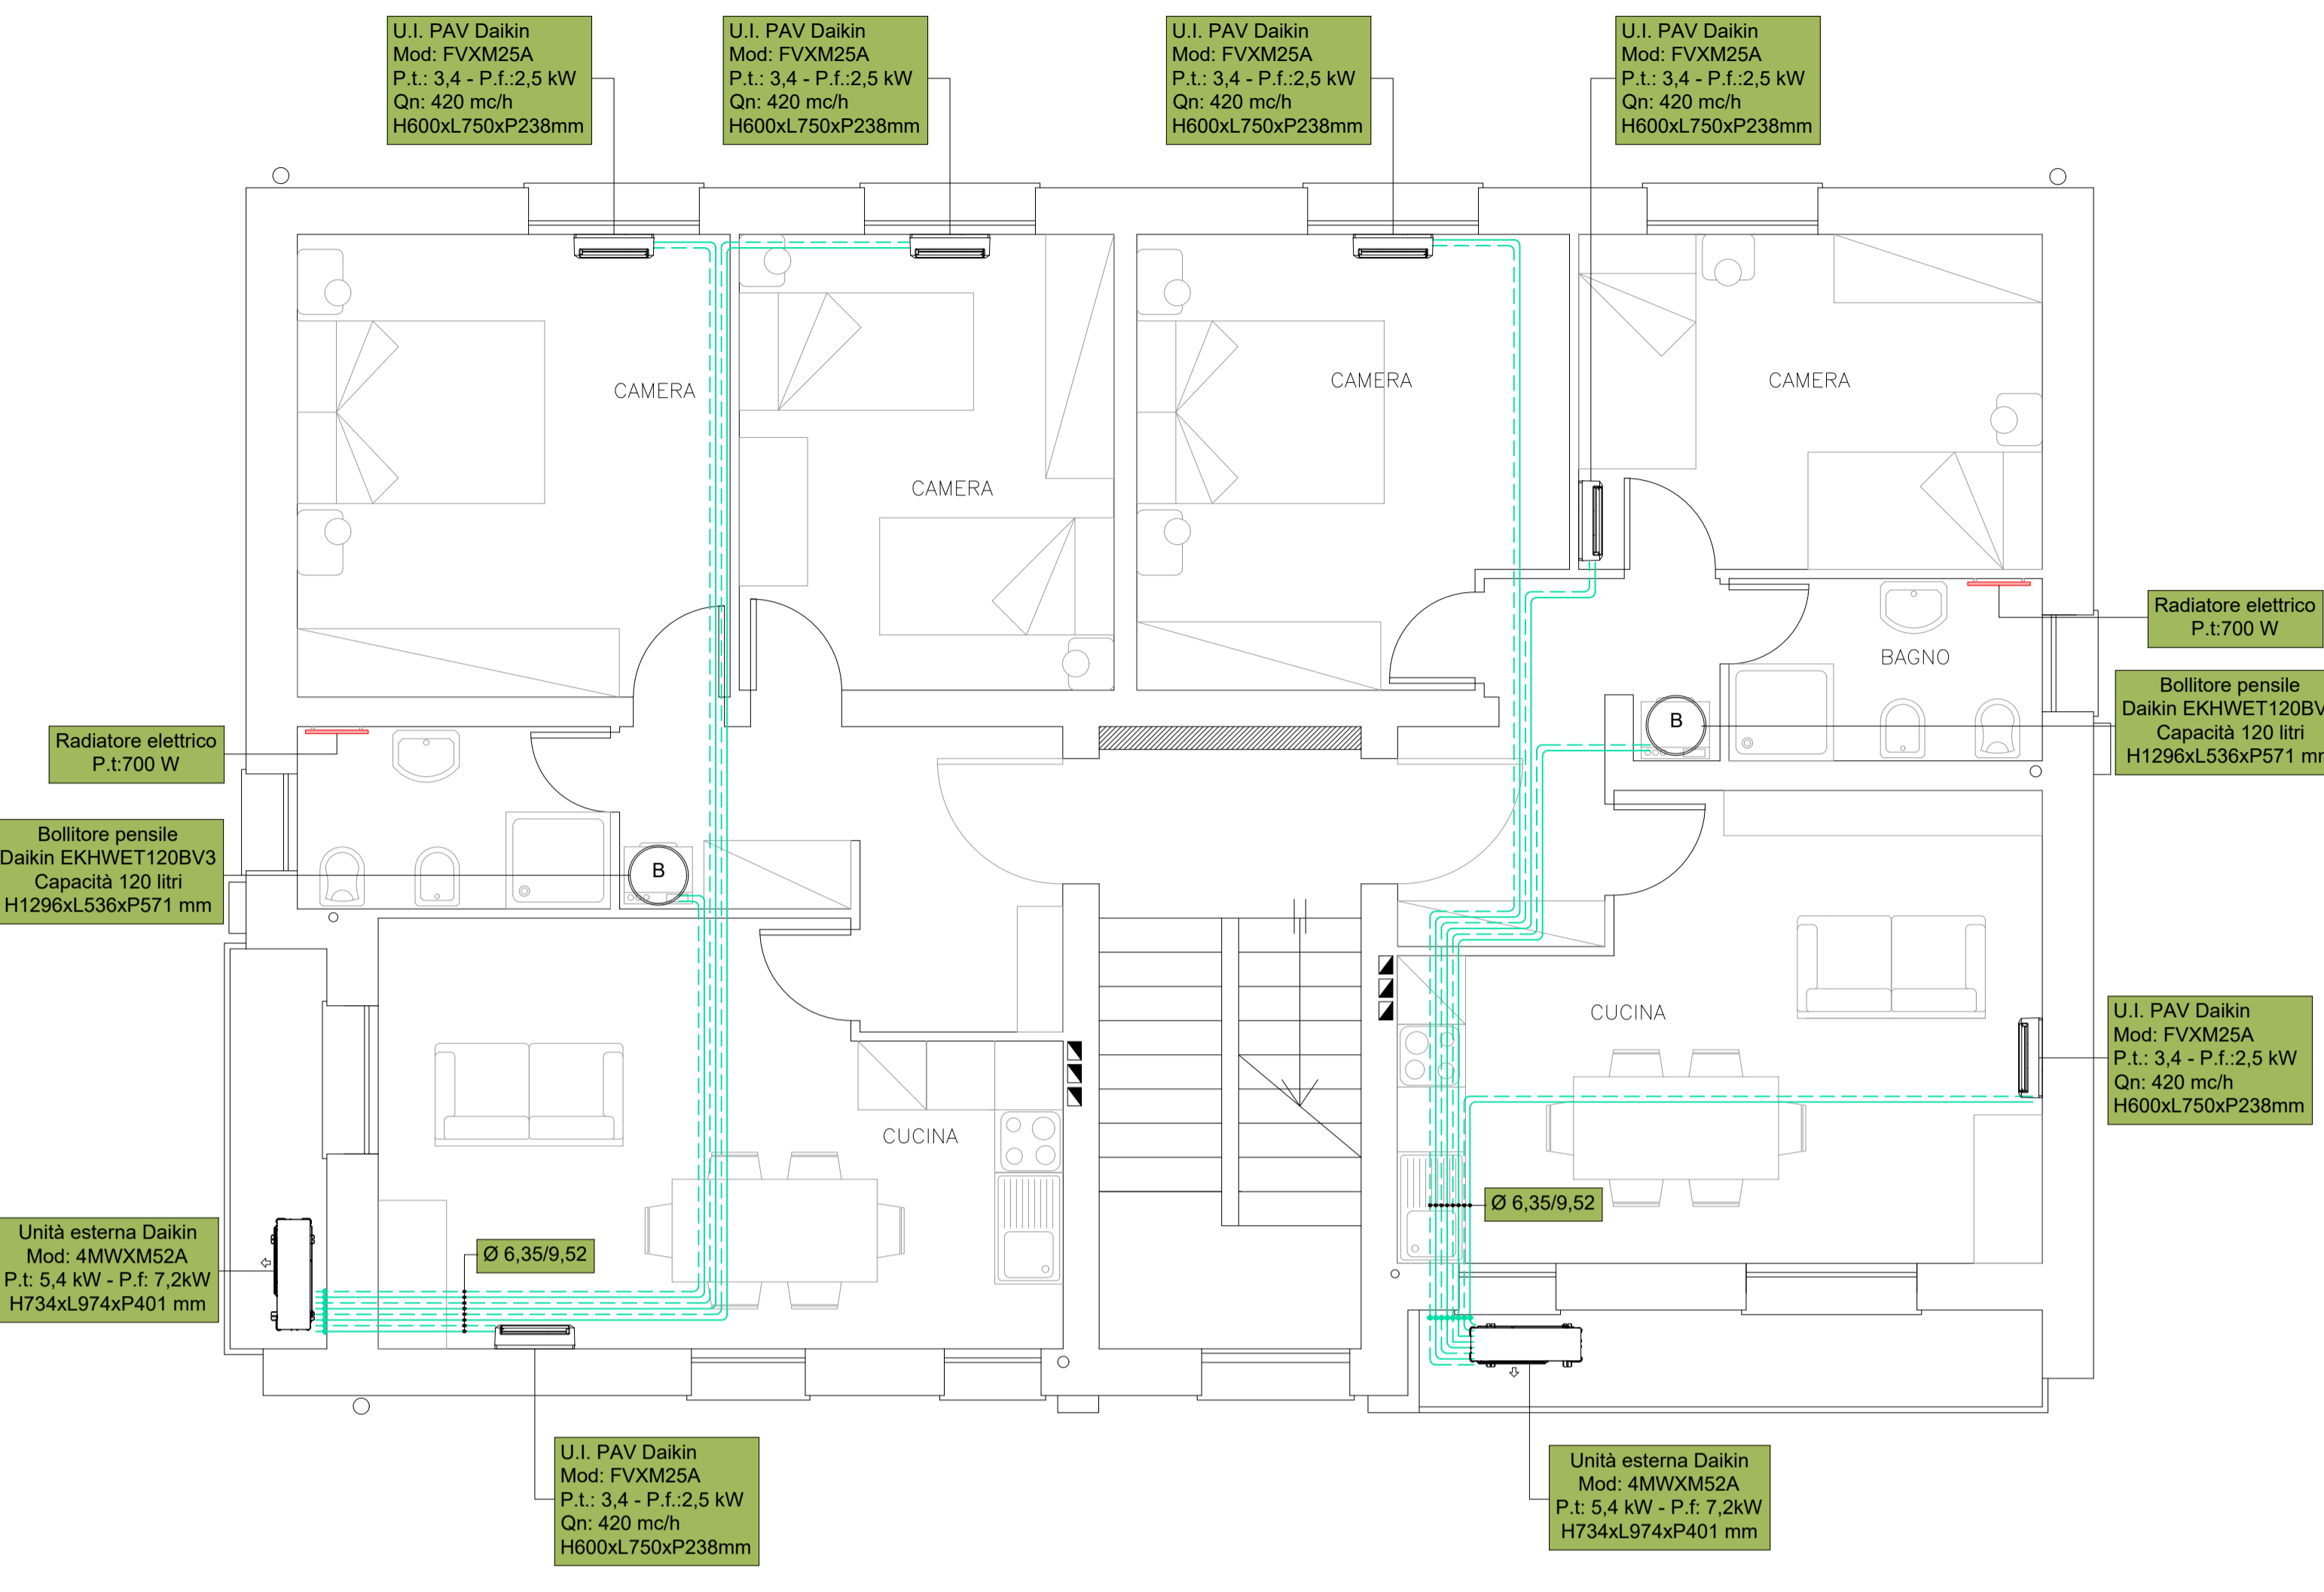 U.I. PAV Daikin
Mod: FVXM25A
P.t.: 3,4 - P.f.:2,5 kW
Qn: 420 mc/h
H600xL750xP238mm
U.I. PAV Daikin
Mod: FVXM25A
P.t.: 3,4 - P.f.:2,5 kW
Qn: 420 mc/h
H600xL750xP238mm
U.I. PAV Daikin
Mod: FVXM25A
P.t.: 3,4 - P.f.:2,5 kW
Qn: 420 mc/h
H600xL750xP238mm
U.I. PAV Daikin
Mod: FVXM25A
P.t.: 3,4 - P.f.:2,5 kW
Qn: 420 mc/h
H600xL750xP238mm
CAMERA
CAMERA
CAMERA
CAMERA
Radiatore elettrico
P.t:700 W
BAGNO
Bollitore pensile
Daikin EKHWET120BV
Capacità 120 litri
H1296xL536xP571 mm
B
Radiatore elettrico
P.t:700 W
Bollitore pensile
Daikin EKHWET120BV3
Capacità 120 litri
H1296xL536xP571 mm
B
CUCINA
U.I. PAV Daikin
Mod: FVXM25A
P.t.: 3,4 - P.f.:2,5 kW
Qn: 420 mc/h
H600xL750xP238mm
CUCINA
Ø 6,35/9,52
Unità esterna Daikin
Mod: 4MWXM52A
P.t: 5,4 kW - P.f: 7,2kW
H734xL974xP401 mm
Ø 6,35/9,52
U.I. PAV Daikin
Mod: FVXM25A
P.t.: 3,4 - P.f.:2,5 kW
Qn: 420 mc/h
H600xL750xP238mm
Unità esterna Daikin
Mod: 4MWXM52A
P.t: 5,4 kW - P.f: 7,2kW
H734xL974xP401 mm